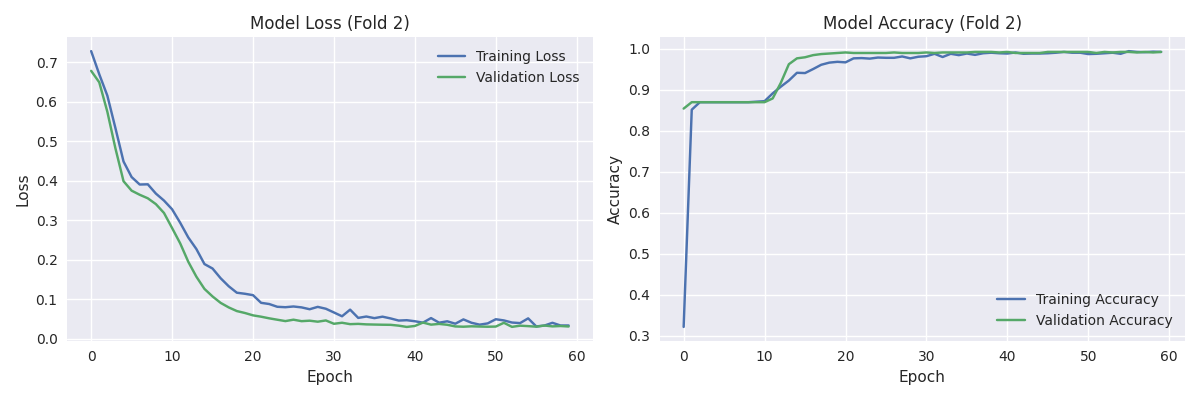 Model Loss (Fold 2)
Loss
0.7
0.6
0.5
0.4
0.3
0.2
0.1
0.0
Training Loss
Validation Loss
0 10 20 30 40 50 60
Epoch
Model Accuracy (Fold 2)
Accuracy
1.0
0.9
0.8
0.7
0.6
0.5
0.4
0.3
Training Accuracy
Validation Accuracy
0 10 20 30 40 50 60
Epoch